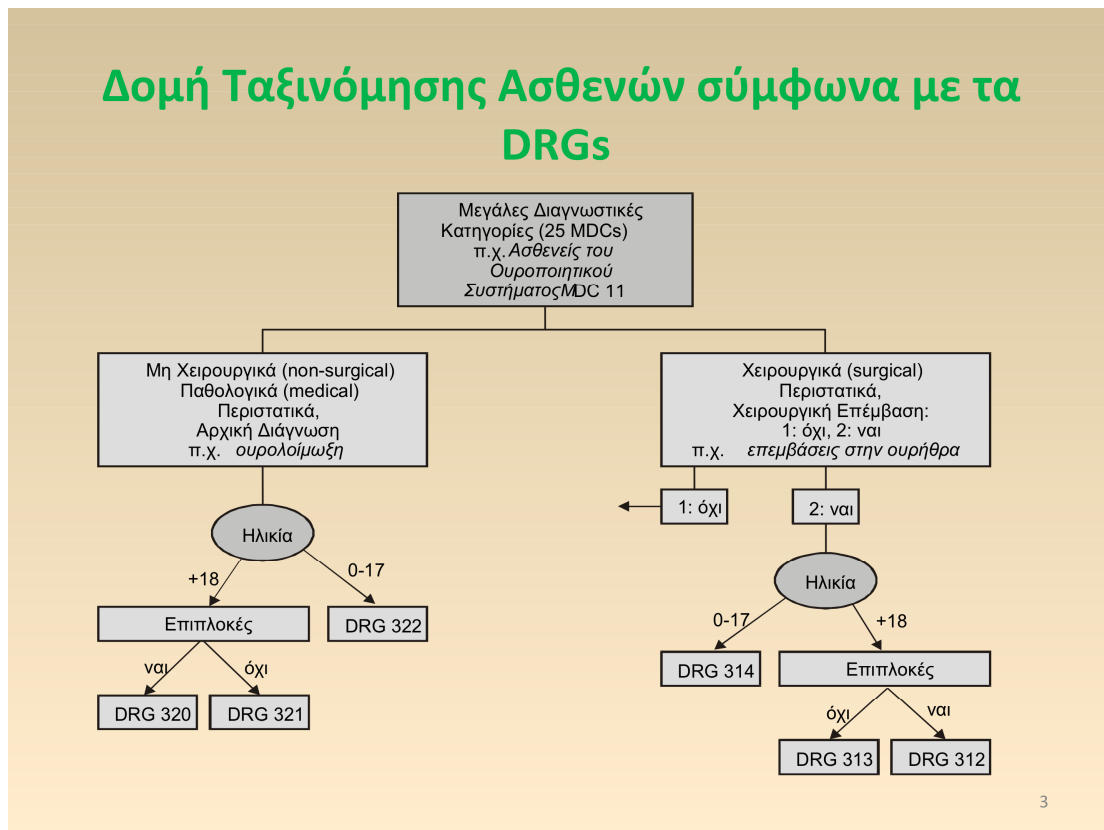 Δομή Ταξινόμησης Ασθενών σύμφωνα με τα
DRGs
Μεγάλες Διαγνωστικές
Κατηγορίες (25 MDCs)
π.χ. Ασθενείς του
Ουροποιητικού
Συστήματος MDC 11
Μη Χειρουργικά (non-surgical)
Παθολογικά (medical)
Περιστατικά,
Αρχική Διάγνωση
π.χ. ουρολοίμωξη
Χειρουργικά (surgical)
Περιστατικά,
Χειρουργική Επέμβαση:
1: όχι, 2: ναι
π.χ. επεμβάσεις στην ουρήθρα
1: όχι
2: ναι
Ηλικία
+18
0-17
Επιπλοκές
DRG 322
ναι
όχι
DRG 320
DRG 321
Ηλικία
0-17
+18
DRG 314
Επιπλοκές
όχι
ναι
DRG 313
DRG 312
3